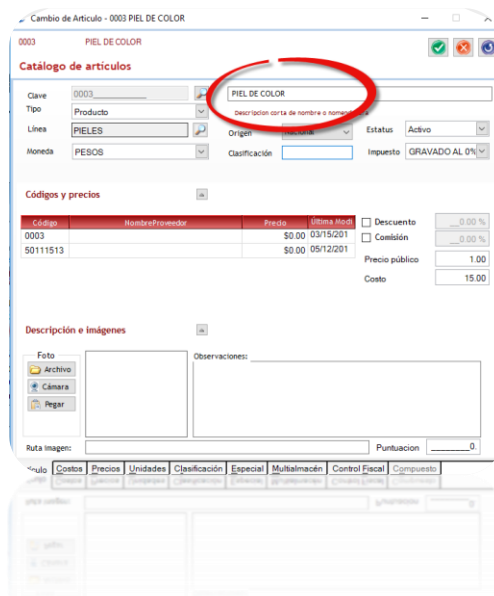 Cambio de Articulo - 0003 PIEL DE COLOR
0003 PIEL DE COLOR
Catálogo de artículos
Clave 0003 PIEL DE COLOR
Descripcion corta de nombre o
Tipo Producto
Línea PIELES Origen Nacional Estatus Activo
Moneda PESOS Clasificación Impuesto GRAVADO AL 0%
Códigos y precios
Código NombreProveedor Precio Última Modi
0003 $0.00 03/15/201
50111513 $0.00 05/12/201
Descuento 0.00 %
Comisión 0.00 %
Precio público 1.00
Costo 15.00
Descripción e imágenes
Foto Observaciones:
Archivo
Cámara
Pegar
Ruta Imagen: Puntuacion 0.
Costos Precios Unidades Clasificación Especial Multialmacén Control Fiscal Compuesto